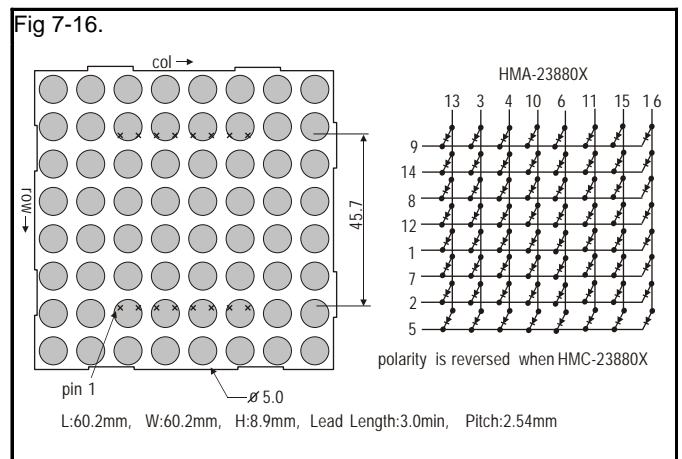 Fig 7-16.
col →
row →
45.7
pin 1
ø 5.0
HMA-23880X
13 3 4 10 6 11 15 16
9
14
8
12
1
7
2
5
polarity is reversed when HMC-23880X
L:60.2mm, W:60.2mm, H:8.9mm, Lead Length:3.0min, Pitch:2.54mm